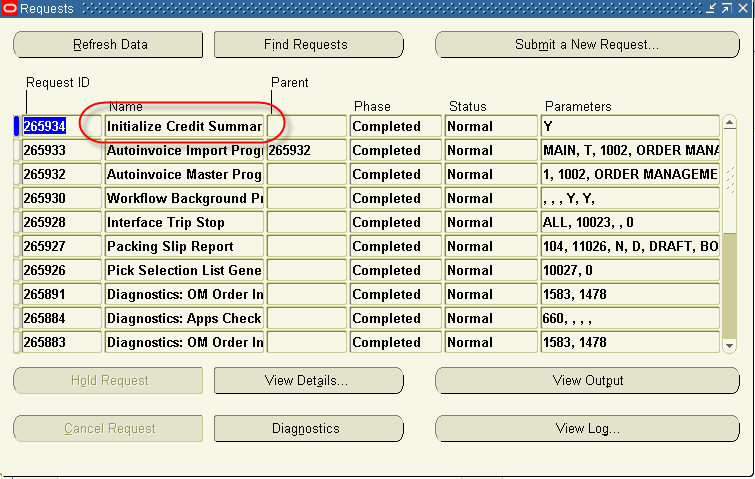 Requests
Refresh Data Find Requests Submit a New Request...
Request ID Parent
Name Phase Status Parameters
265934 Initialize Credit Summar Completed Normal Y
265933 Autoinvoice Import Prog 265932 Completed Normal MAIN, T, 1002, ORDER MANA
265932 Autoinvoice Master Prog Completed Normal 1, 1002, ORDER MANAGEME
265930 Workflow Background P Completed Normal , , , Y, Y,
265928 Interface Trip Stop Completed Normal ALL, 10023, , 0
265927 Packing Slip Report Completed Normal 104, 11026, N, D, DRAFT, BO
265926 Pick Selection List Gene Completed Normal 10027, 0
265891 Diagnostics: OM Order In Completed Normal 1583, 1478
265884 Diagnostics: Apps Check Completed Normal 660, , , ,
265883 Diagnostics: OM Order In Completed Normal 1583, 1478
Hold Request View Details... View Output
Cancel Request Diagnostics View Log...